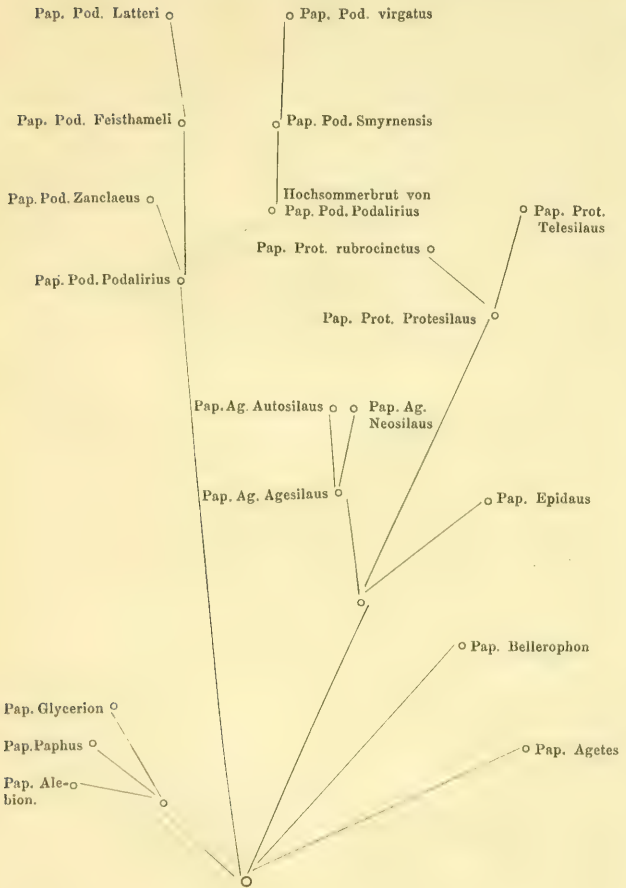 Pap. Pod. Latteri
Pap. Pod. virgatus
Pap. Pod. Feisthameli
Pap. Pod. Smyrnensis
Pap. Pod. Zanclaeus
Hochsommerbrut von
Pap. Pod. Podalirius
Pap. Prot.
Telesilaus
Pap. Prot. rubrocinctus
Pap. Pod. Podalirius
Pap. Prot. Protesilaus
Pap. Ag. Autosilaus
Pap. Ag.
Neosilaus
Pap. Ag. Agesilaus
Pap. Epidaus
Pap. Bellerophon
Pap. Glycerion
Pap. Paphus
Pap. Agetes
Pap. Ale-
bion.